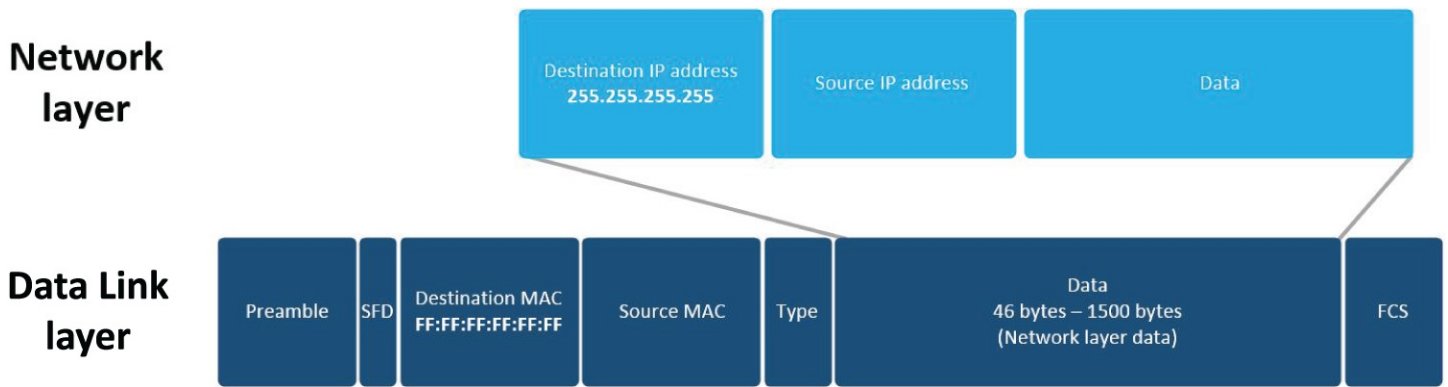 Network
layer
Destination IP address
255.255.255.255
Source IP address
Data
Data Link
layer
Preamble
SFD
Destination MAC
FF:FF:FF:FF:FF:FF
Source MAC
Type
Data
46 bytes – 1500 bytes
(Network layer data)
FCS